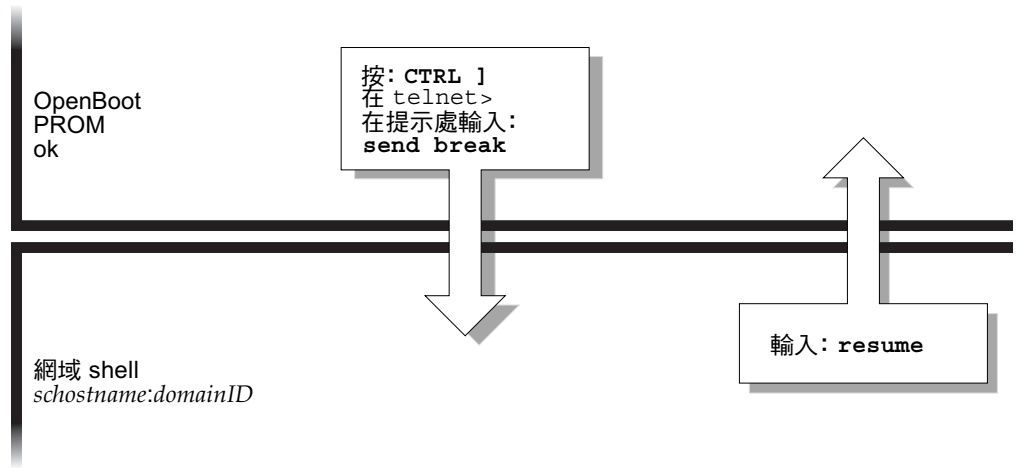 OpenBoot
PROM
ok
按: CTRL ]
在 telnet>
在提示處輸入:
send break
網域 shell
schostname:domainID
輸入: resume